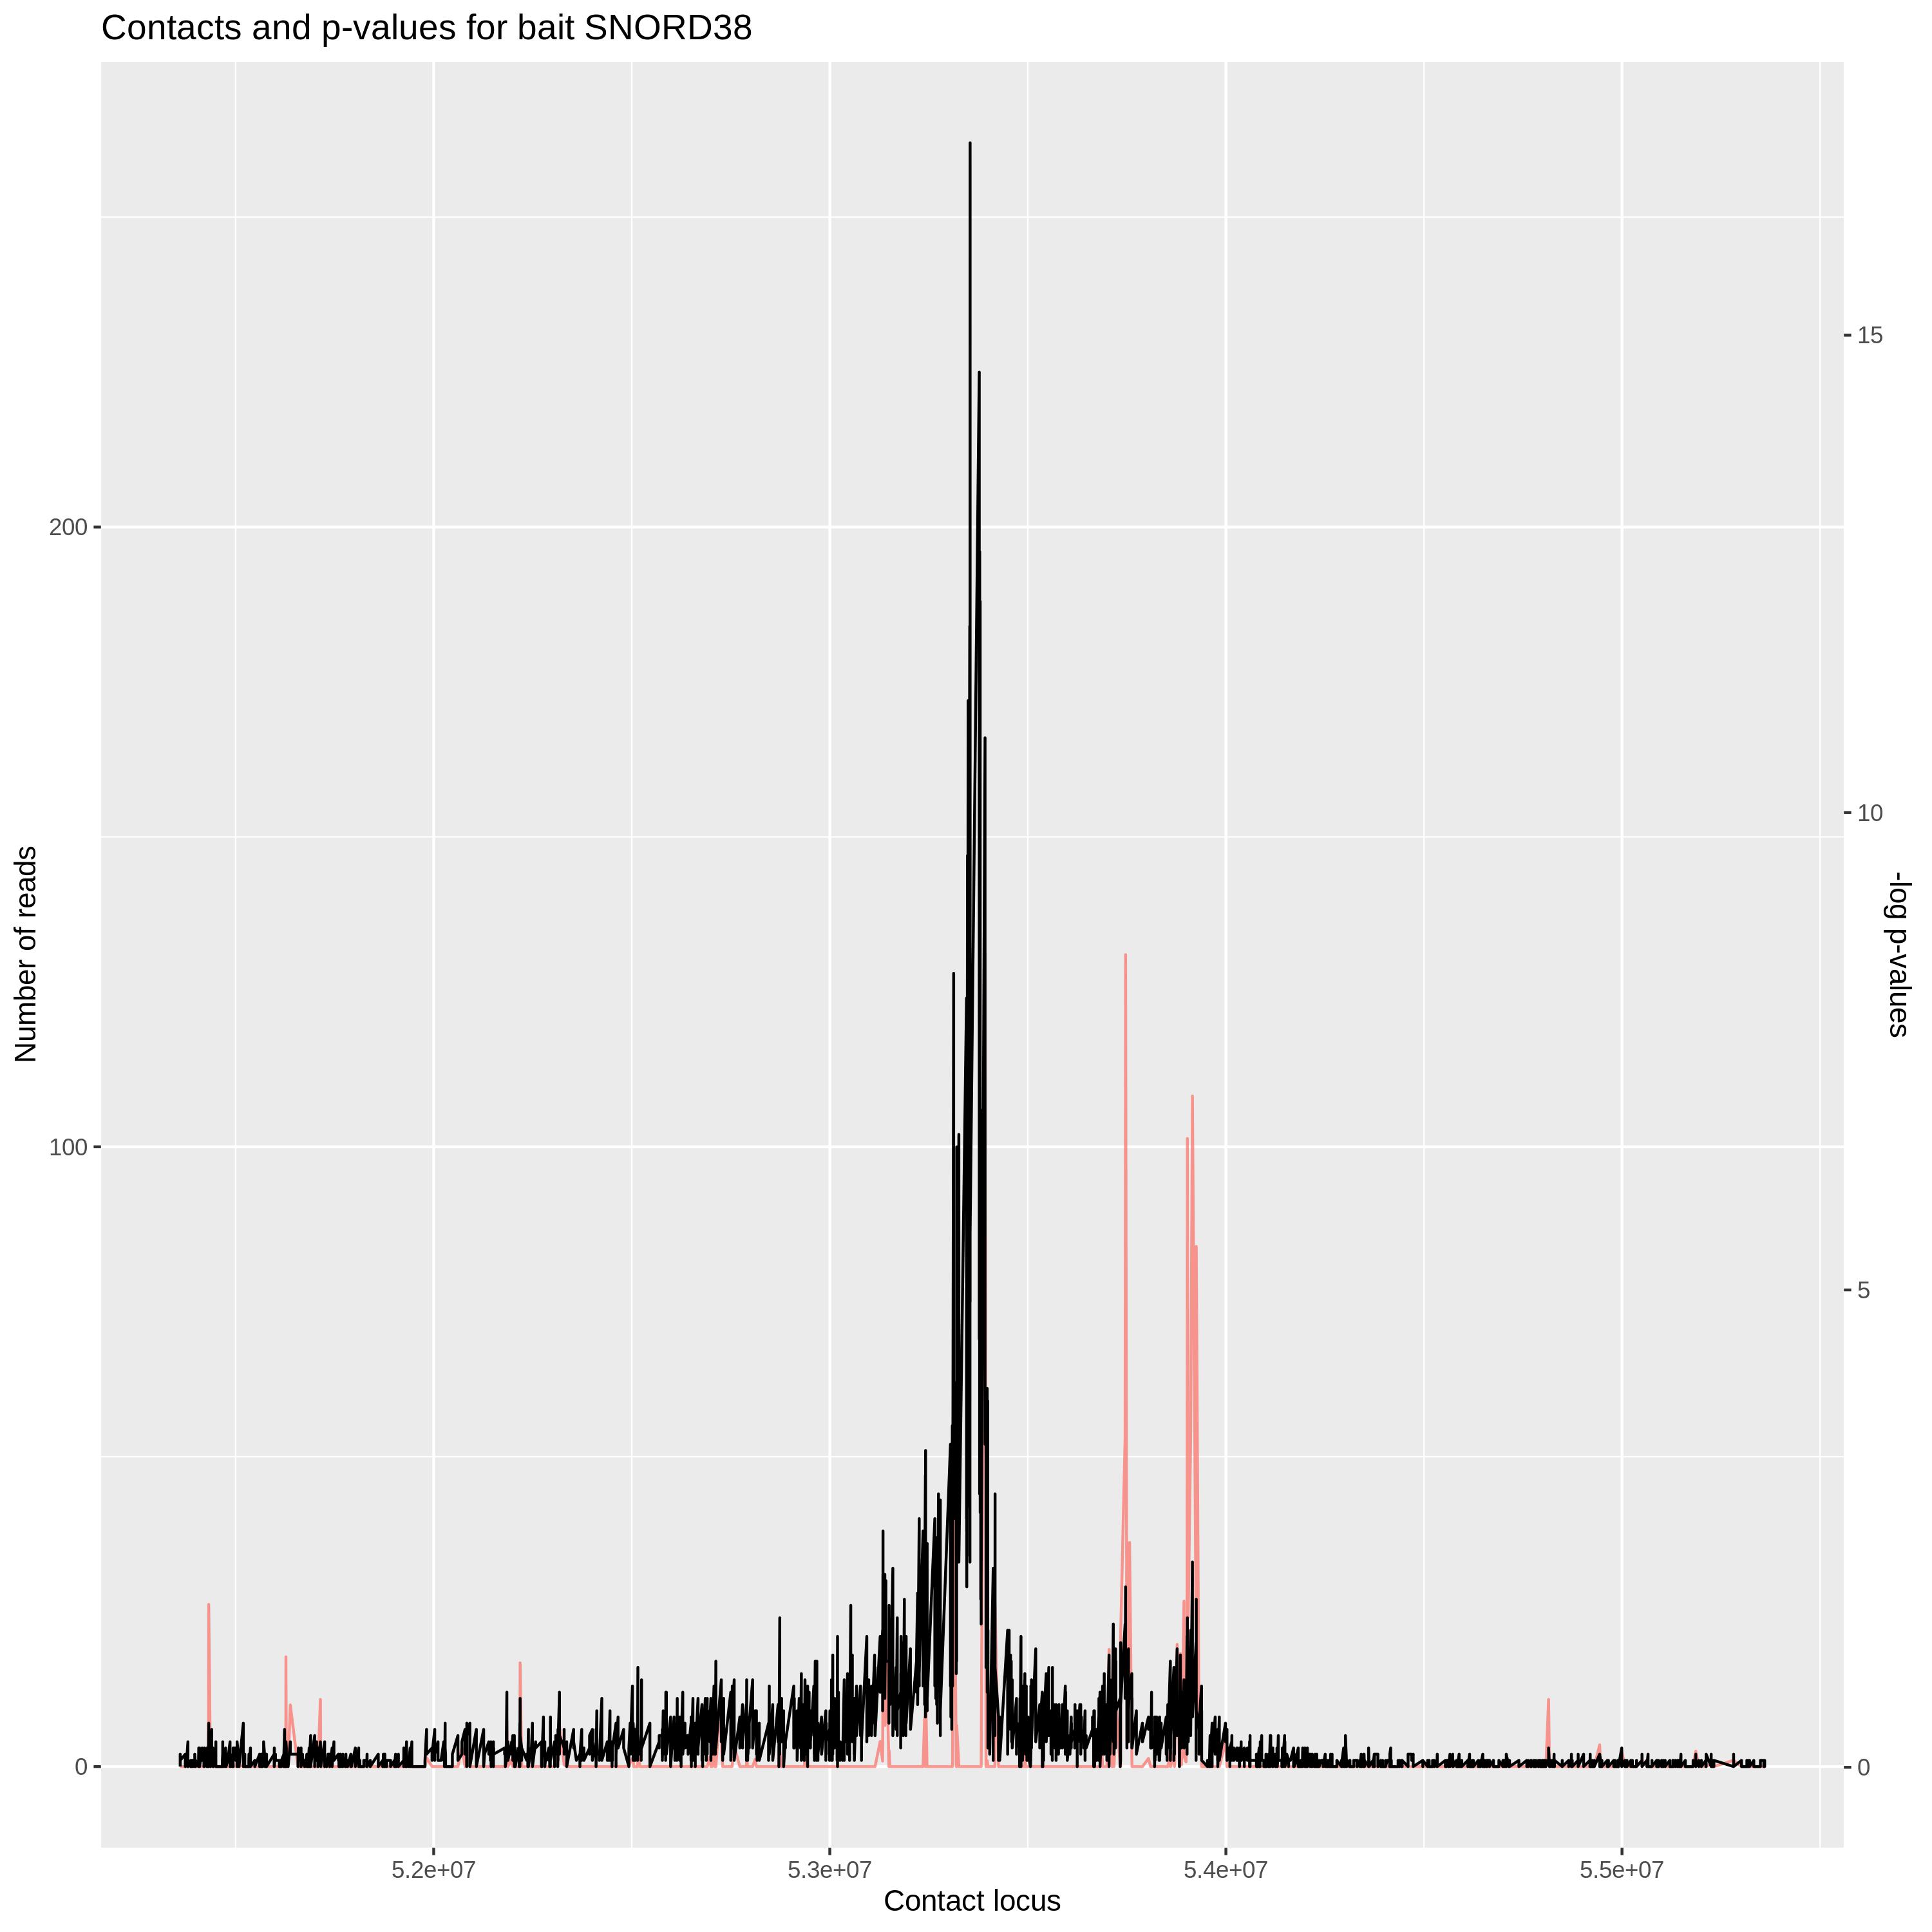 Contacts and p-values for bait SNORD38
Number of reads
200
100
0
15
10
5
0
-log p-values
5.2e+07
5.3e+07
5.4e+07
5.5e+07
Contact locus